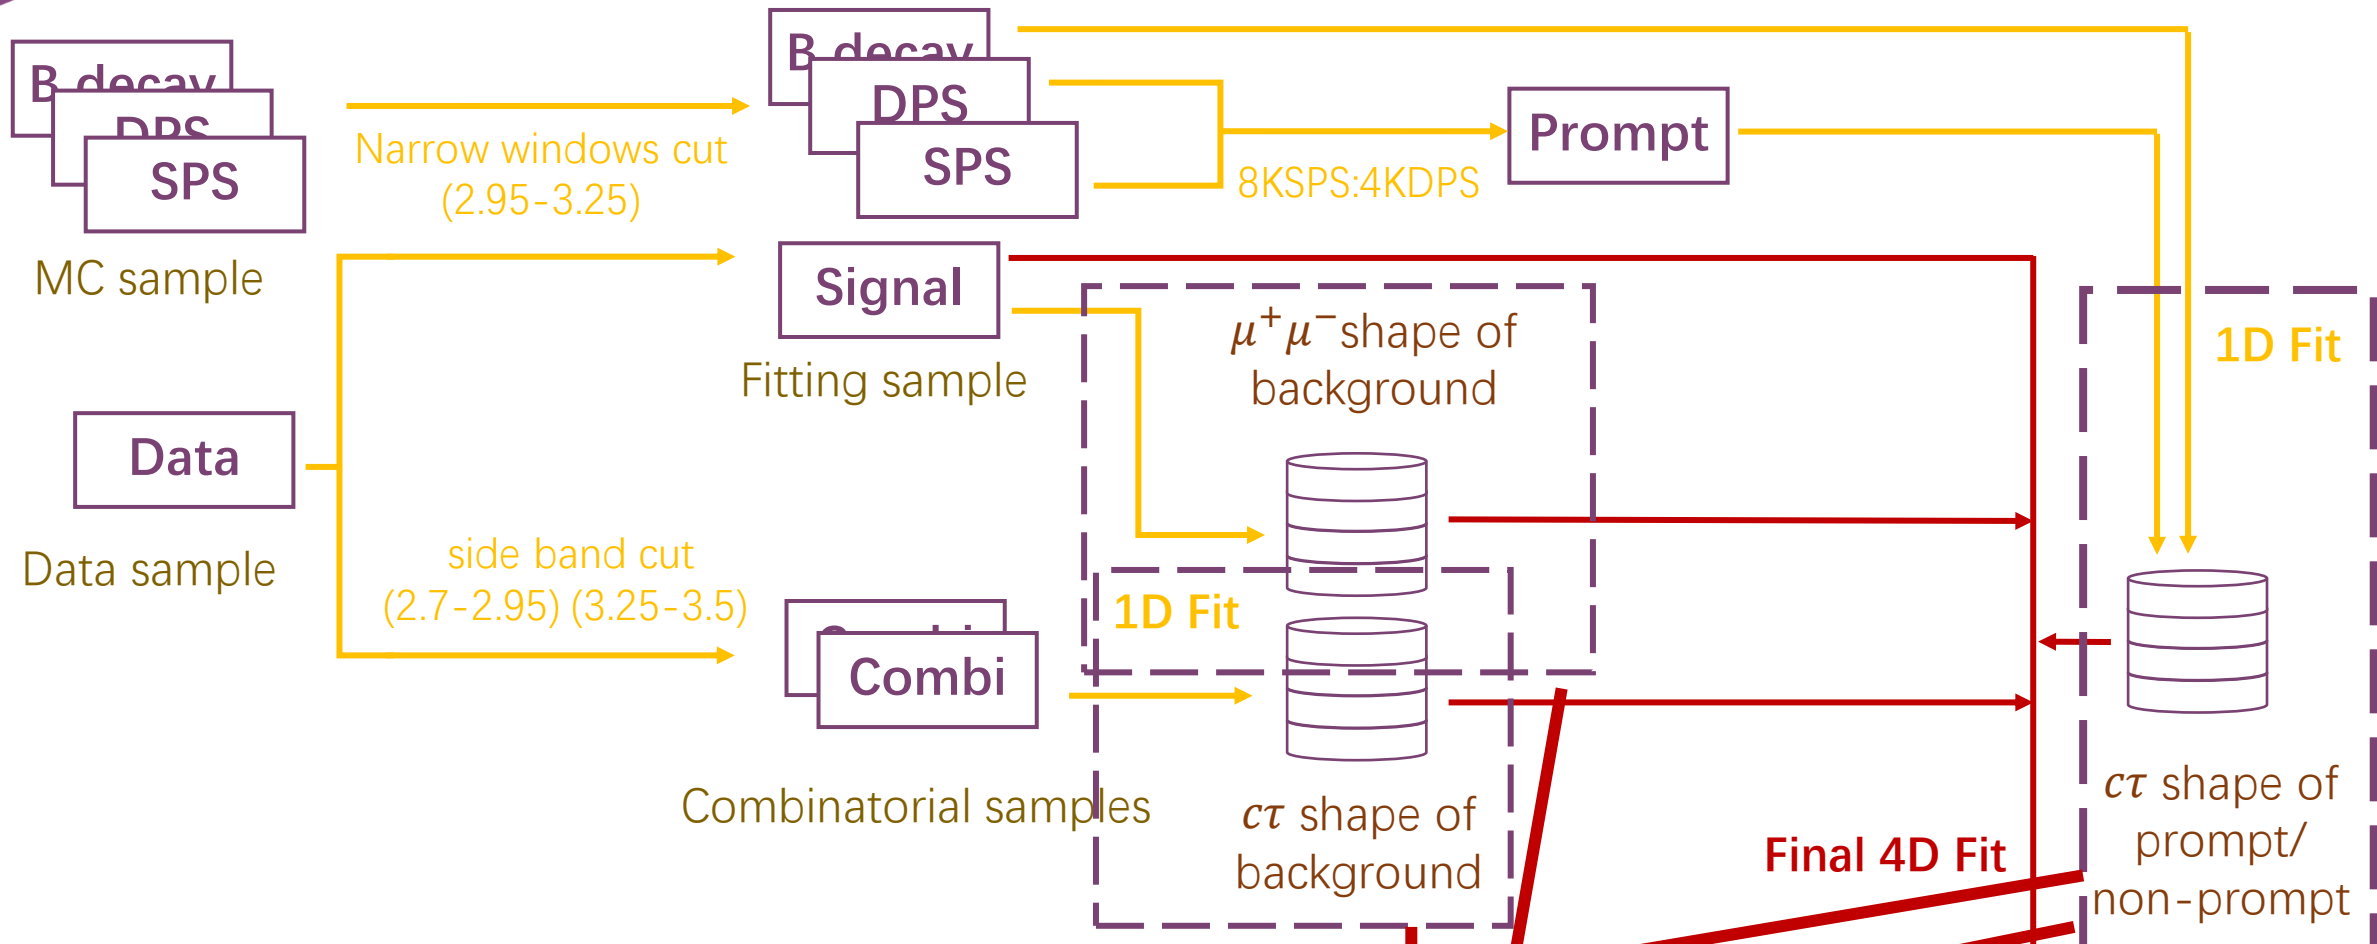 B decay
DPS
SPS
MC sample
Narrow windows cut
(2.95-3.25)
B decay
DPS
SPS
8KSPS:4KDPS
Prompt
Signal
Fitting sample
Data
Data sample
side band cut
(2.7-2.95) (3.25-3.5)
Combi
Combi
Combinatorial samples
μ⁺μ⁻shape of
background
1D Fit
cτ shape of
background
1D Fit
cτ shape of
prompt/
non-prompt
Final 4D Fit